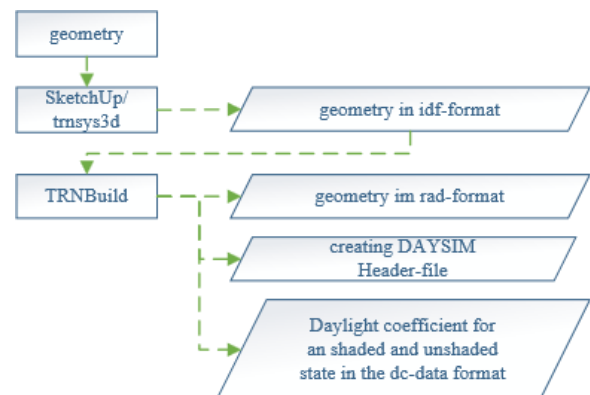 geometry
SketchUp/
trnsys3d
geometry in idf-format
TRNBuild
geometry im rad-format
creating DAYSIM
Header-file
Daylight coefficient for
an shaded and unshaded
state in the dc-data format